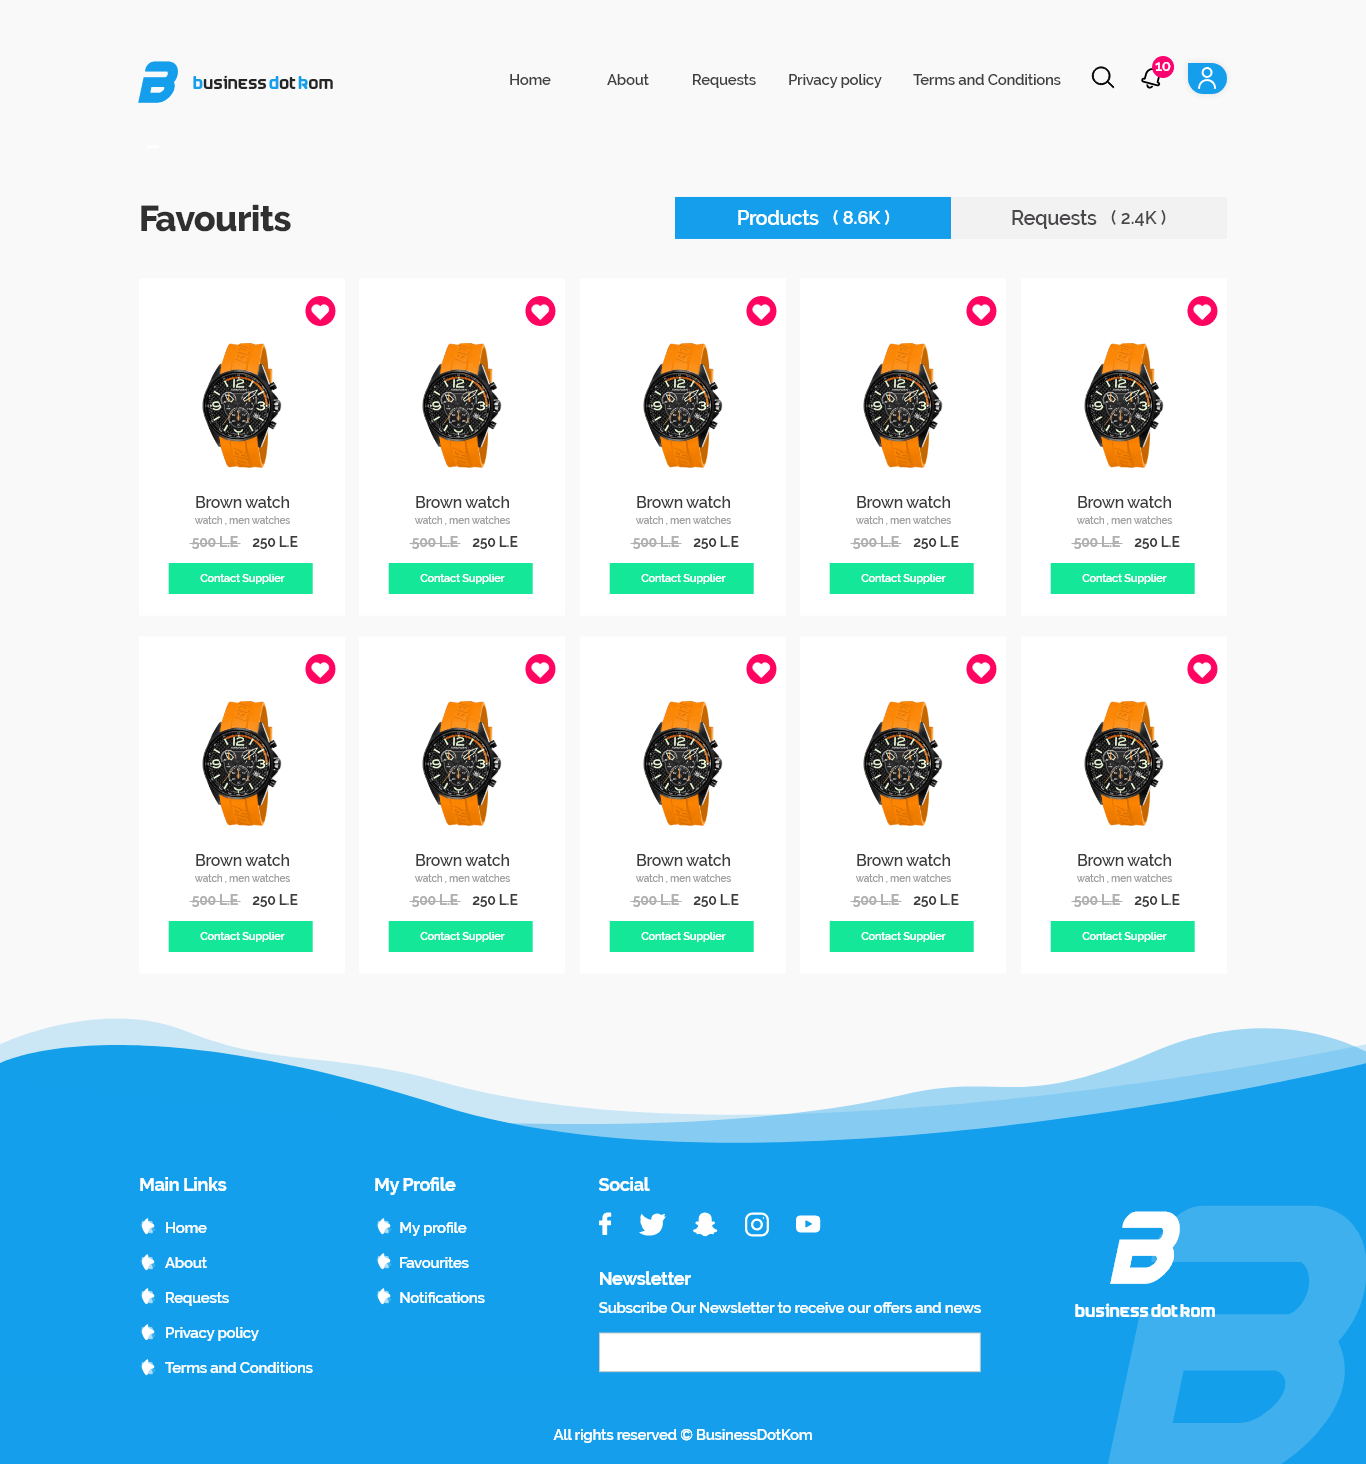 business dot kom
Home About Requests Privacy policy Terms and Conditions 10
Favourits
Products ( 8.6K ) Requests ( 2.4K )
Brown watch Brown watch Brown watch Brown watch Brown watch
watch , men watches watch , men watches watch , men watches watch , men watches watch , men watches
500 L.E 250 L.E 500 L.E 250 L.E 500 L.E 250 L.E 500 L.E 250 L.E 500 L.E 250 L.E
Contact Supplier Contact Supplier Contact Supplier Contact Supplier Contact Supplier
Brown watch Brown watch Brown watch Brown watch Brown watch
watch , men watches watch , men watches watch , men watches watch , men watches watch , men watches
500 L.E 250 L.E 500 L.E 250 L.E 500 L.E 250 L.E 500 L.E 250 L.E 500 L.E 250 L.E
Contact Supplier Contact Supplier Contact Supplier Contact Supplier Contact Supplier
Main Links
Home
About
Requests
Privacy policy
Terms and Conditions
My Profile
My profile
Favourites
Notifications
Social
Newsletter
Subscribe Our Newsletter to receive our offers and news
business dot kom
All rights reserved © BusinessDotKom